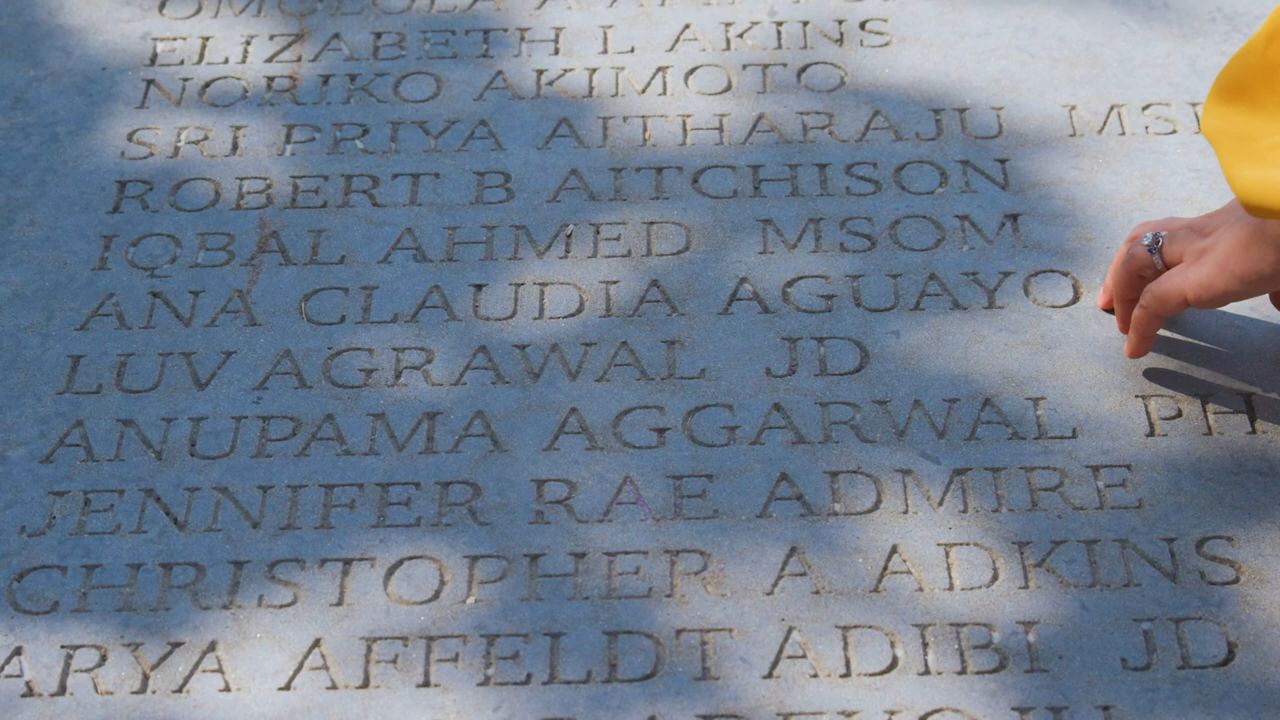 ELIZABETH L AKINS
NORIKO AKIMOTO
SRI PRIYA AITHARAJU
ROBERT B AITCHISON
IQBAL AHMED MSOM
ANA CLAUDIA AGUAYO
LUV AGRAWAL JD
ANUPAMA AGGARWAL PH
JENNIFER RAE ADMIRE
CHRISTOPHER A ADKINS
ARYA AFFELDT ADIBI JD